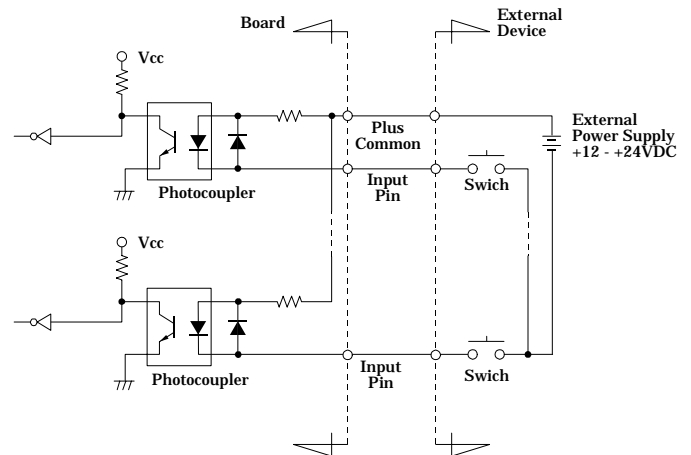 Board
External
Device
Vcc
Plus
Common
External
Power Supply
+12 - +24VDC
Photocoupler
Input
Pin
Swich
Vcc
Photocoupler
Input
Pin
Swich